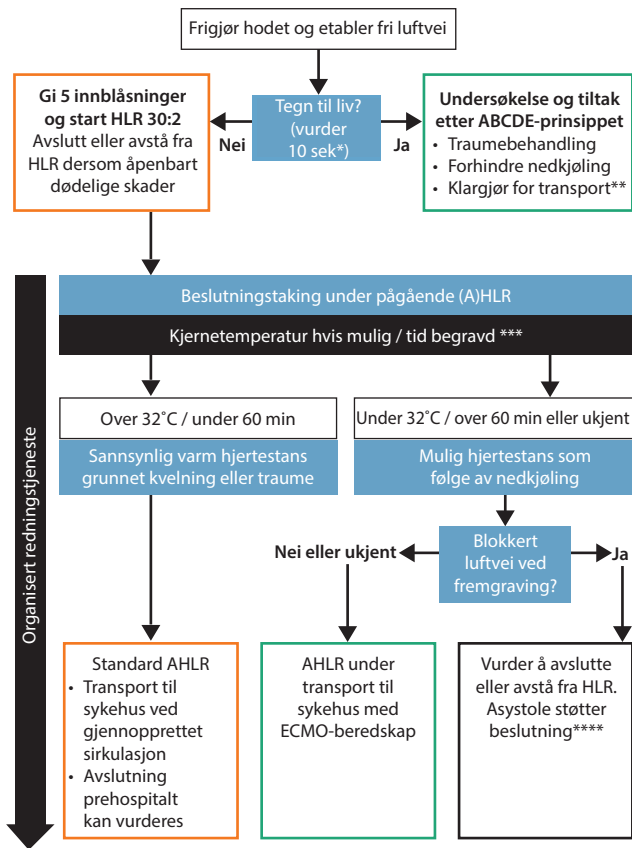 Frigjør hodet og etabler fri luftvei
Gi 5 innblåsninger
og start HLR 30:2
Avslutt eller avstå fra
HLR dersom åpenbart
dødelige skader
Nei
Tegn til liv?
(vurder
10 sek*)
Ja
Undersøkelse og tiltak
etter ABCDE-prinsippet
• Traumebehandling
• Forhindre nedkjøling
• Klargjør for transport**
Organisert redningstjeneste
Beslutningstaking under pågående (A)HLR
Kjernetemperatur hvis mulig / tid begravd ***
Over 32˚C / under 60 min
Sannsynlig varm hjertestans
grunnet kvelning eller traume
Under 32˚C / over 60 min eller ukjent
Mulig hjertestans som
følge av nedkjøling
Nei eller ukjent
Blokkert
luftvei ved
fremgraving?
Ja
Standard AHLR
• Transport til
sykehus ved
gjennopprettet
sirkulasjon
• Avslutning
prehospitalt
kan vurderes
AHLR under
transport til
sykehus med
ECMO-beredskap
Vurder å avslutte
eller avstå fra HLR.
Asystole støtter
beslutning****